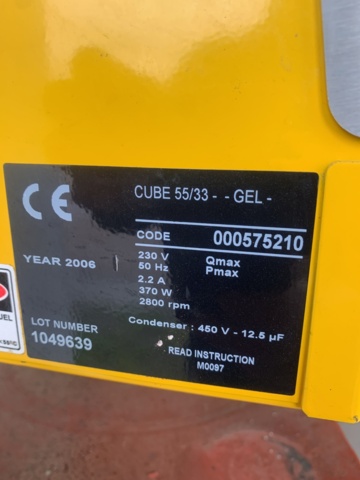 CE
CUBE 55/33 - - GEL -
CODE 000575210
YEAR 2006
230 V Qmax
50 Hz Pmax
2.2 A
370 W
2800 rpm
LOT NUMBER
1049639
Condenser : 450 V - 12.5 µF
READ INSTRUCTION
M0097